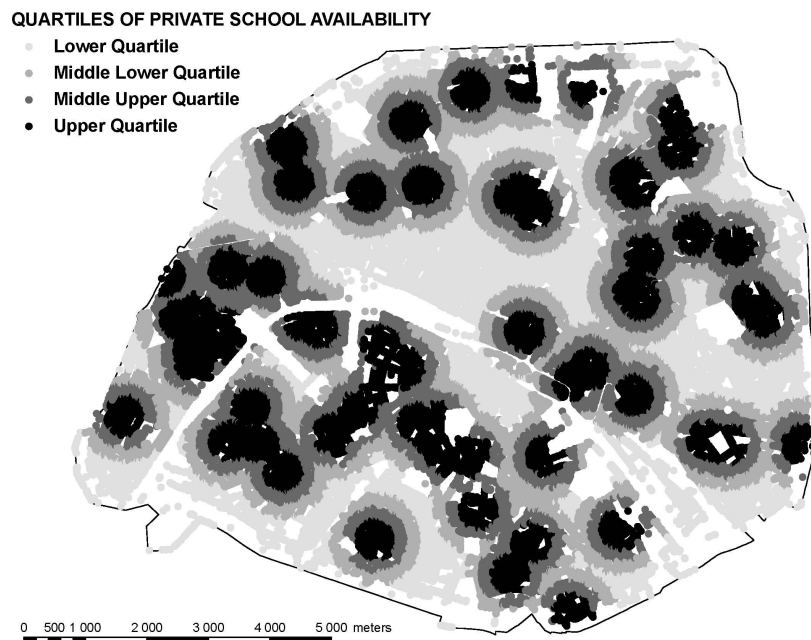 QUARTILES OF PRIVATE SCHOOL AVAILABILITY
Lower Quartile
Middle Lower Quartile
Middle Upper Quartile
Upper Quartile
0 500 1 000 2 000 3 000 4 000 5 000 meters